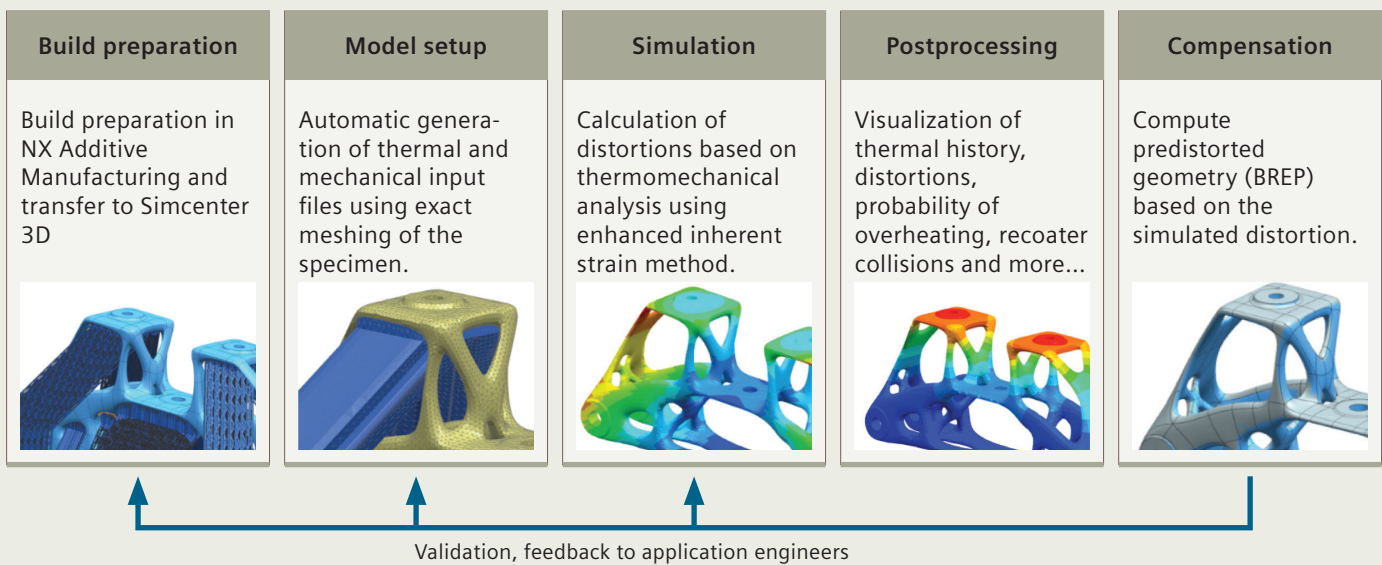 Build preparation
Build preparation in
NX Additive
Manufacturing and
transfer to Simcenter
3D
Model setup
Automatic genera-
tion of thermal and
mechanical input
files using exact
meshing of the
specimen.
Simulation
Calculation of
distortions based on
thermomechanical
analysis using
enhanced inherent
strain method.
Postprocessing
Visualization of
thermal history,
distortions,
probability of
overheating, recoater
collisions and more...
Compensation
Compute
predistorted
geometry (BREP)
based on the
simulated distortion.
Validation, feedback to application engineers